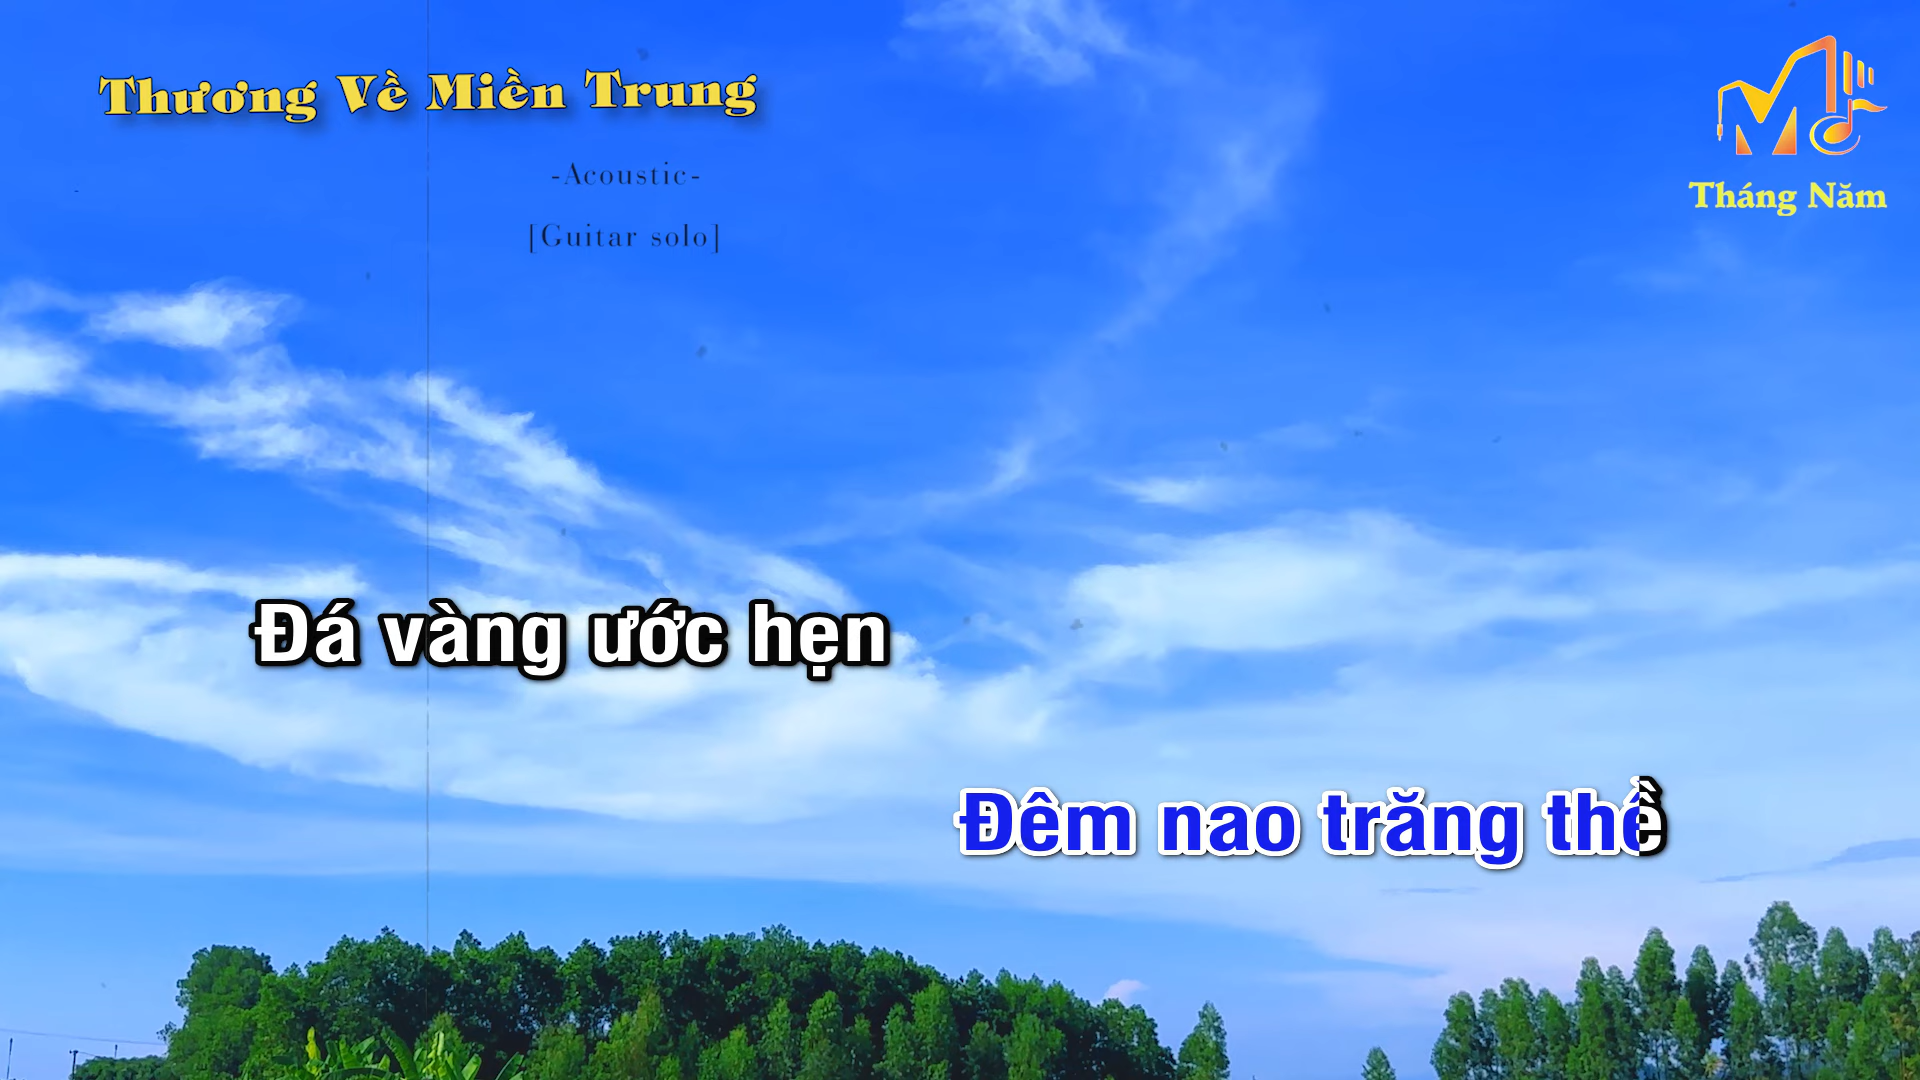 Thương Về Miền Trung
-Acoustic-
[Guitar solo]
Tháng Năm
Đá vàng ước hẹn
Đêm nao trăng thề